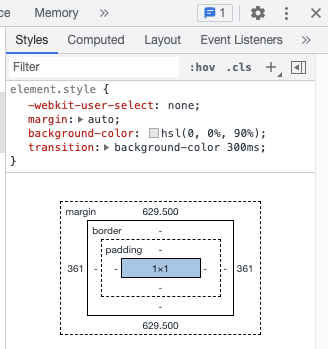 ce Memory » 1
Styles Computed Layout Event Listeners »
Filter :hov .cls +
element.style {
-webkit-user-select: none;
margin: auto;
background-color: hsl(0, 0%, 90%);
transition: background-color 300ms;
}
margin 629.500
border -
padding -
361 - - 1×1 - - 361
-
-
629.500